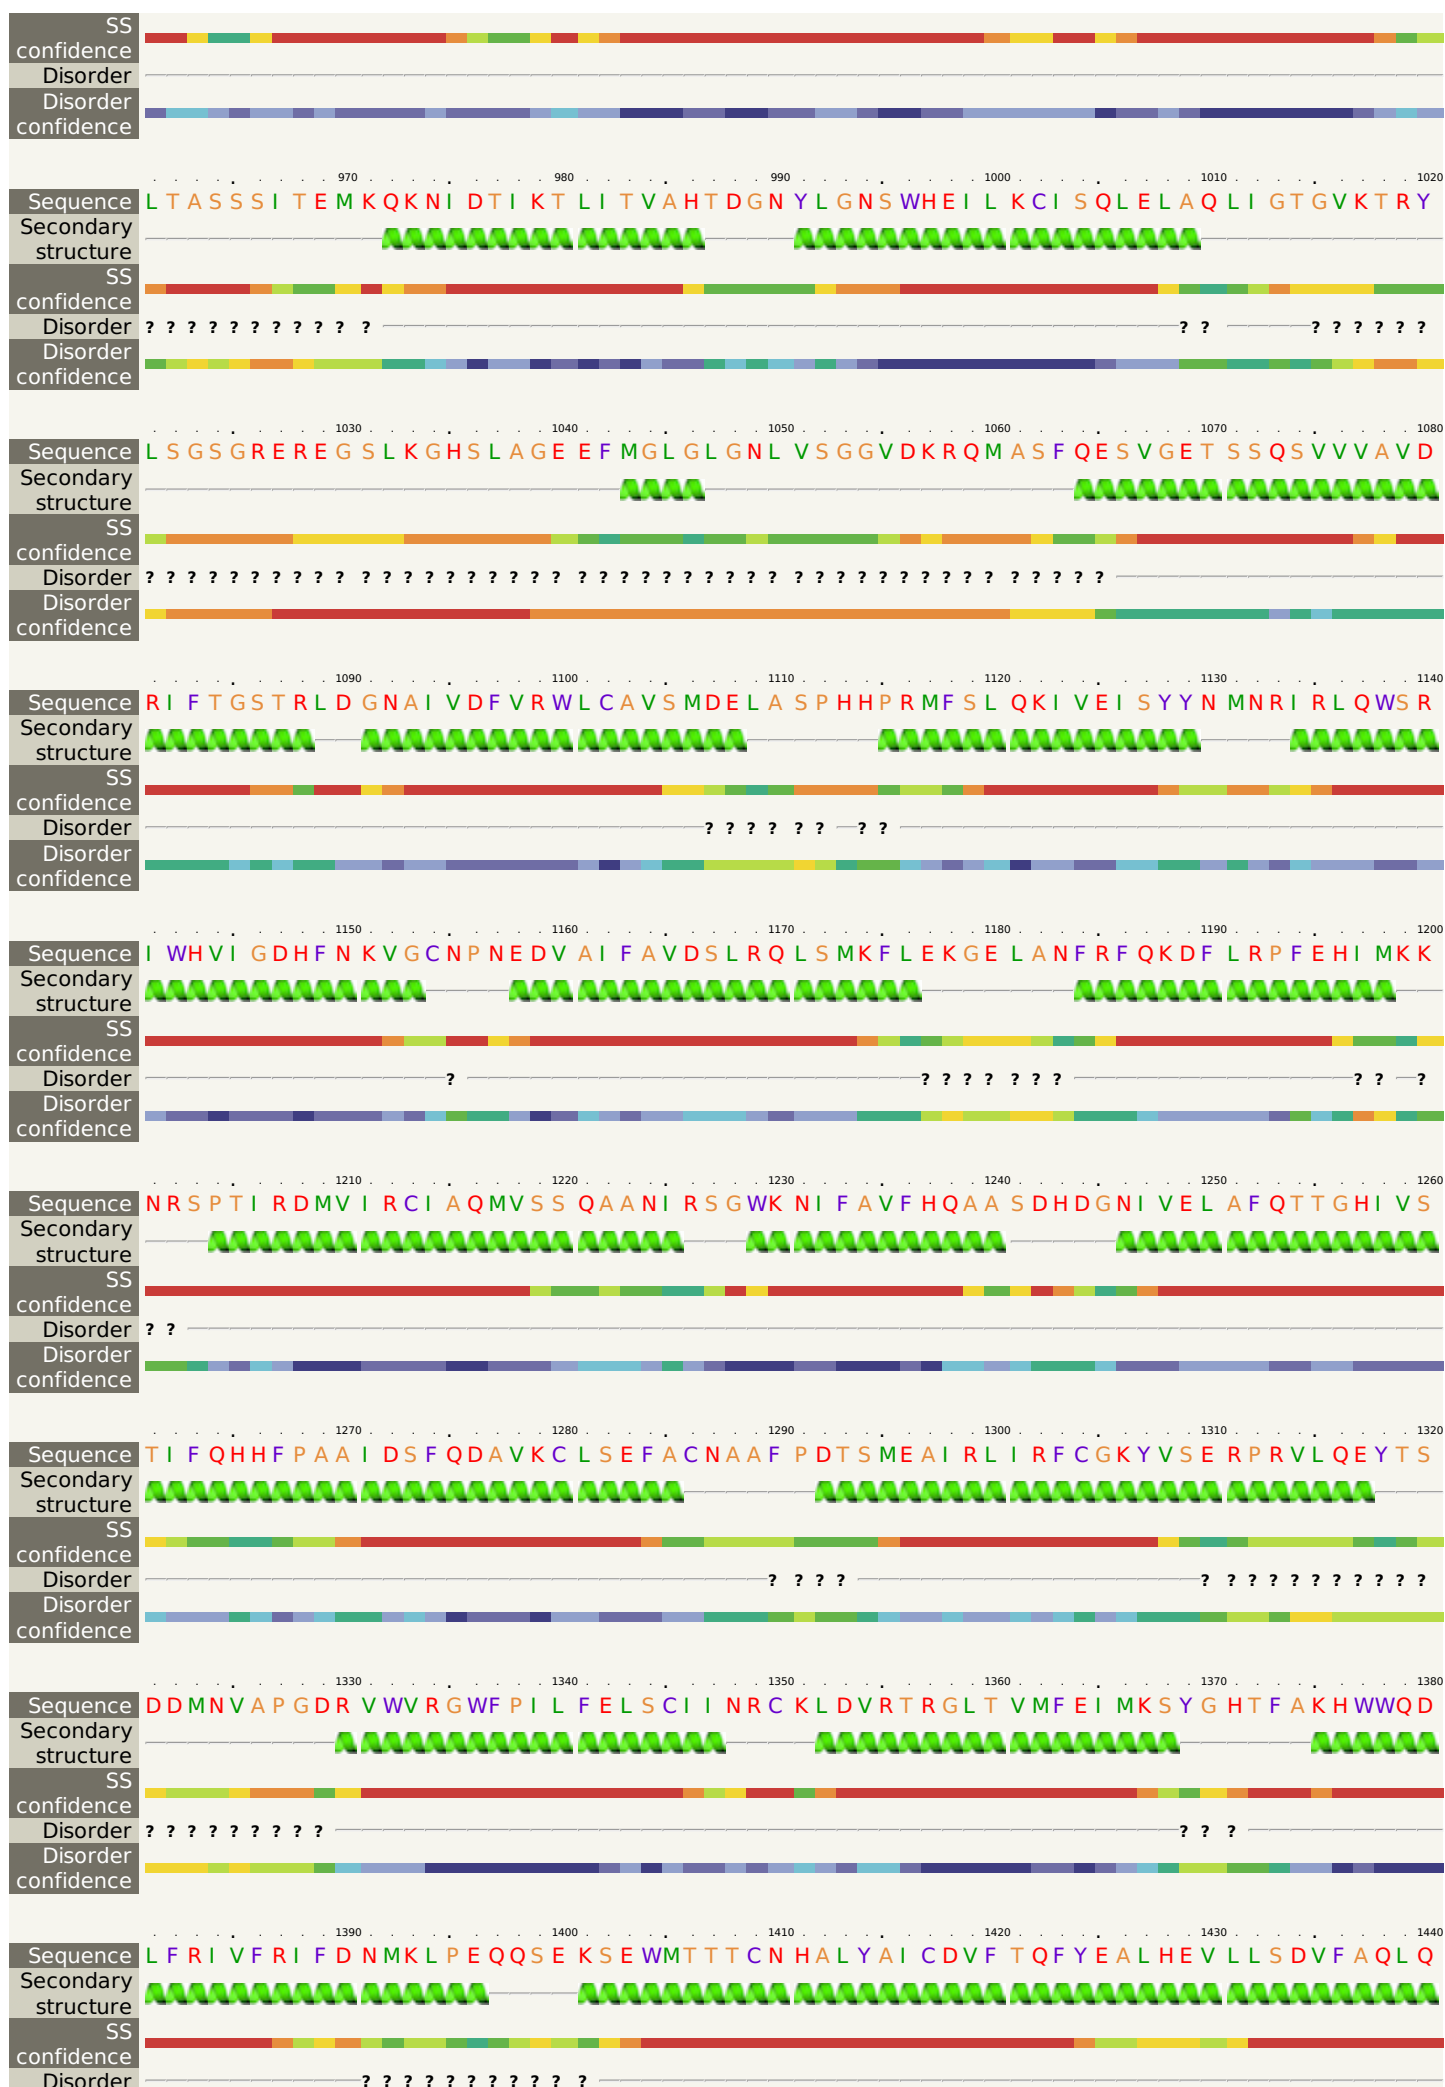 SS
confidence
Disorder
Disorder
confidence
970 980 990 1000 1010 1020
Sequence LTASSSITEMKQKNIDTIKTLITVAHTDGNYLGNSWHEILKCISQLELAQLIGTGVKTRY
Secondary
structure
SS
confidence
Disorder ? ? ? ? ? ? ? ? ? ? ? ? ? ? ? ? ? ? ?
Disorder
confidence
1030 1040 1050 1060 1070 1080
Sequence LSGSGREREGSLKGHSLAGEEFMGLGLGNLVSGGVDKRQMASFQESVGETSSQSVVVAVD
Secondary
structure
SS
confidence
Disorder ? ? ? ? ? ? ? ? ? ? ? ? ? ? ? ? ? ? ? ? ? ? ? ? ? ? ? ? ? ? ? ? ? ? ? ? ? ? ? ? ? ? ? ? ?
Disorder
confidence
1090 1100 1110 1120 1130 1140
Sequence RIFTGSTRLDGNAIVDFVRWLCAVSMDELASPHHPRMFSLQKIVEISYYNMNRIRLQWSR
Secondary
structure
SS
confidence
Disorder ? ? ? ? ? ? ? ?
Disorder
confidence
1150 1160 1170 1180 1190 1200
Sequence IWHVIGDHFNKVGCNPNEDVAIFAVDSLRQLSMKFLEKGELANFRFQKDFLRPFEHIMKK
Secondary
structure
SS
confidence
Disorder ? ? ? ? ? ? ? ? ? ? ?
Disorder
confidence
1210 1220 1230 1240 1250 1260
Sequence NRSPTIRDMVIRCIAQMVSSQAANIRSGWKNIFAVFHQAASDHDGNIVELAFQTTGHIVS
Secondary
structure
SS
confidence
Disorder ? ?
Disorder
confidence
1270 1280 1290 1300 1310 1320
Sequence TIFQHHFPAAIDSFQDAVKCLSEFACNAAFPDTSMEAIRLIRFCGKYVSERPRVLQEYTS
Secondary
structure
SS
confidence
Disorder ? ? ? ? ? ? ? ? ? ? ? ? ? ? ?
Disorder
confidence
1330 1340 1350 1360 1370 1380
Sequence DDMNVAPGDRVWVRGWFPILFELSCIINRCKLDVRTRGLTVMFEIMKSYGHTFAKHWWQD
Secondary
structure
SS
confidence
Disorder ? ? ? ? ? ? ? ? ? ? ? ?
Disorder
confidence
1390 1400 1410 1420 1430 1440
Sequence LFRIVFRIFDNMKLPEQQSEKSEWMTTTCNHALYAICDVFTQFYEALHEVLLSDVFAQLQ
Secondary
structure
SS
confidence
Disorder ? ? ? ? ? ? ? ? ? ? ?